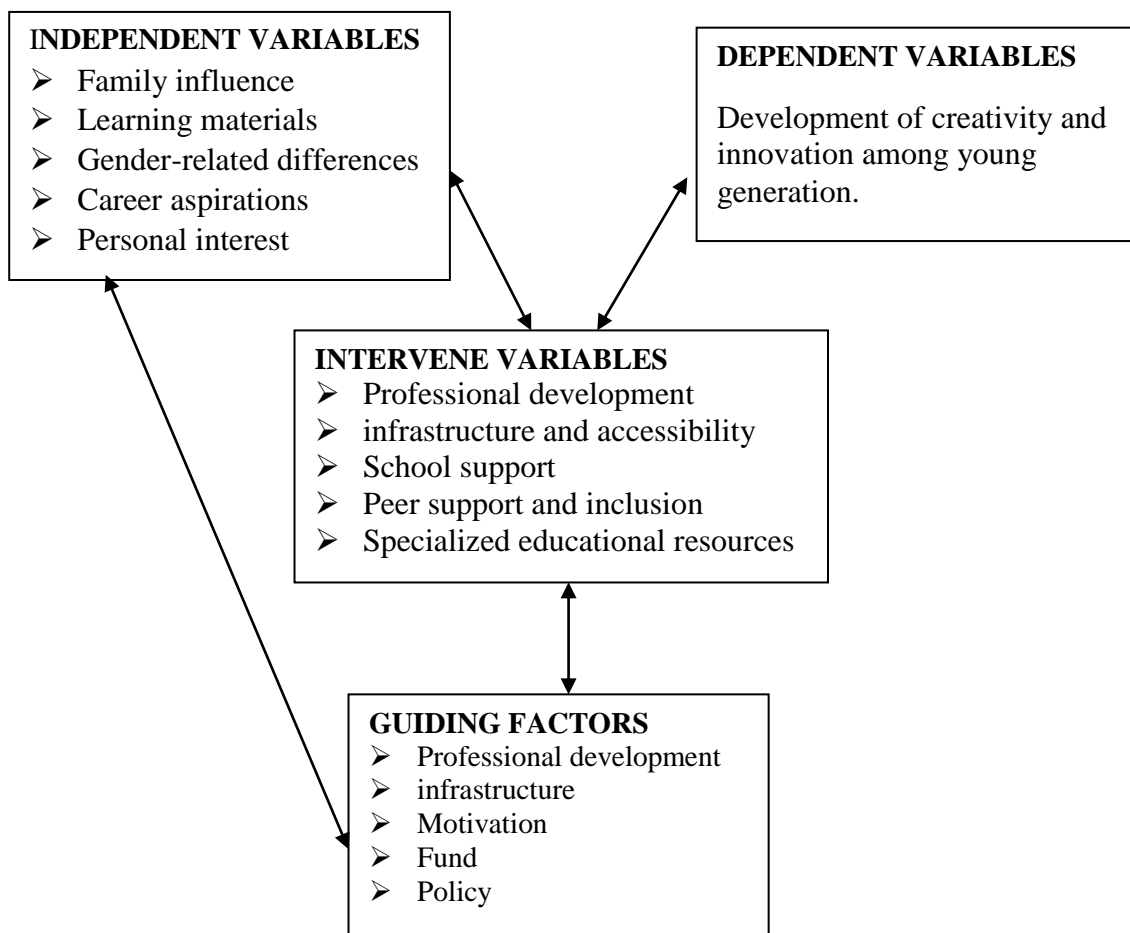 INDEPENDENT VARIABLES
➢ Family influence
➢ Learning materials
➢ Gender-related differences
➢ Career aspirations
➢ Personal interest
DEPENDENT VARIABLES
Development of creativity and
innovation among young
generation.
INTERVENE VARIABLES
➢ Professional development
➢ infrastructure and accessibility
➢ School support
➢ Peer support and inclusion
➢ Specialized educational resources
GUIDING FACTORS
➢ Professional development
➢ infrastructure
➢ Motivation
➢ Fund
➢ Policy